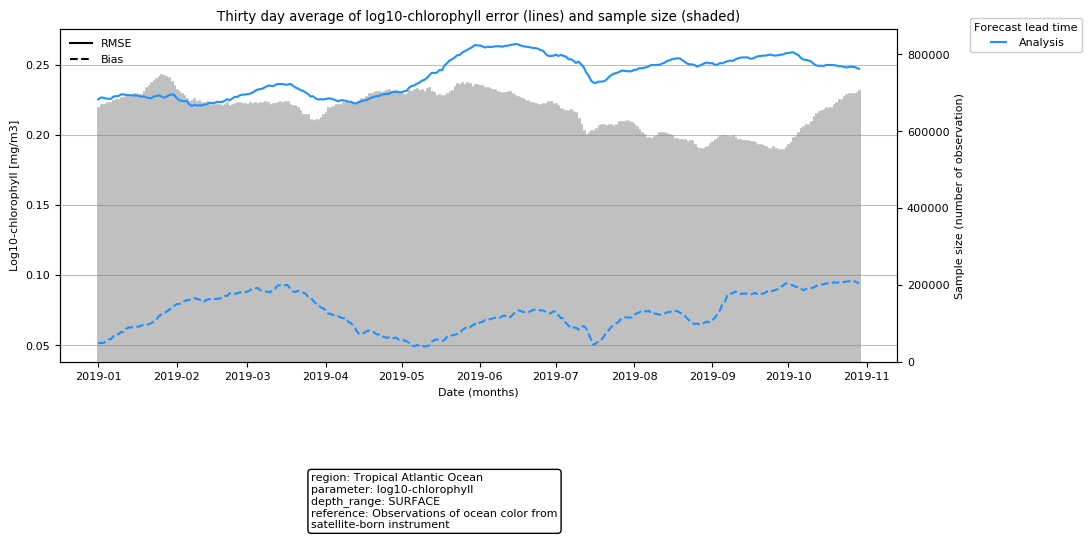 Thirty day average of log10-chlorophyll error (lines) and sample size (shaded)
Forecast lead time
Analysis
RMSE
Bias
0.25
0.20
0.15
0.10
0.05
Log10-chlorophyll [mg/m3]
800000
600000
400000
200000
0
Sample size (number of observation)
2019-01 2019-02 2019-03 2019-04 2019-05 2019-06 2019-07 2019-08 2019-09 2019-10 2019-11
Date (months)
region: Tropical Atlantic Ocean
parameter: log10-chlorophyll
depth_range: SURFACE
reference: Observations of ocean color from
satellite-born instrument